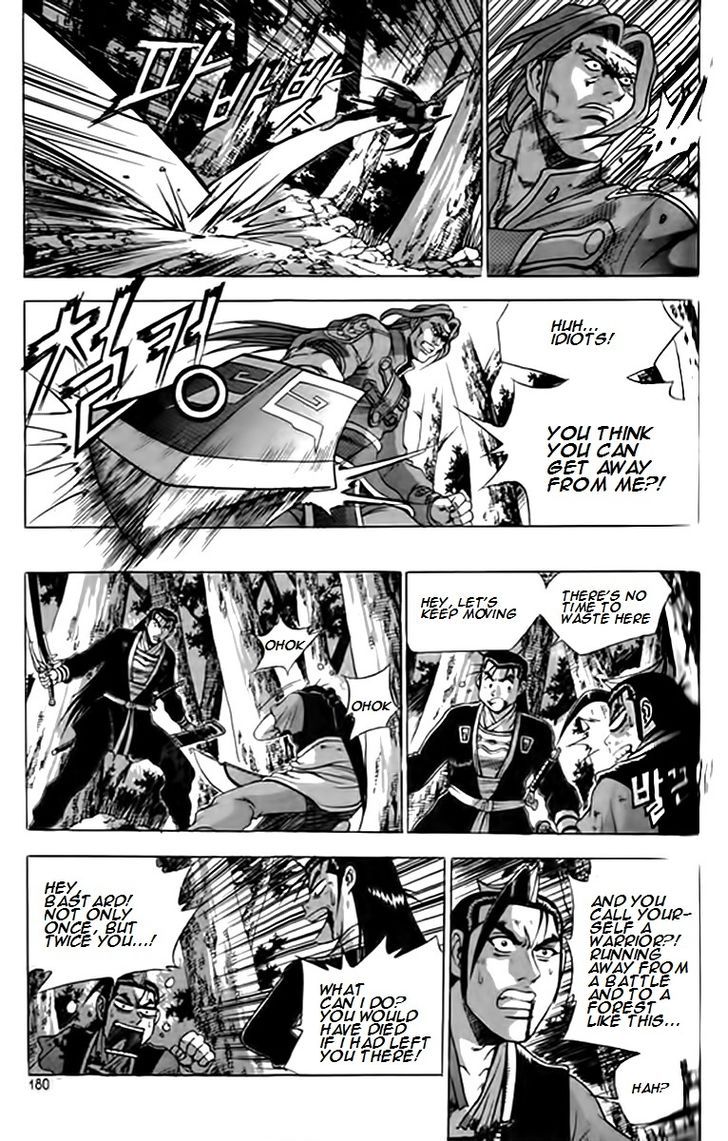 파바밧
HUH...
IDIOTS!
YOU THINK
YOU CAN
GET AWAY
FROM ME?!
철커
OHOK
OHOK
HEY, LET'S
KEEP MOVING
THERE'S NO
TIME TO
WASTE HERE
발끈
HEY,
BASTARD!
NOT ONLY
ONCE, BUT
TWICE YOU...!
WHAT
CAN I DO?
YOU WOULD
HAVE DIED
IF I HAD LEFT
YOU THERE!
AND YOU
CALL YOUR-
SELF A
WARRIOR?!
RUNNING
AWAY FROM
A BATTLE
AND TO A
FOREST
LIKE THIS...
HAH?
180